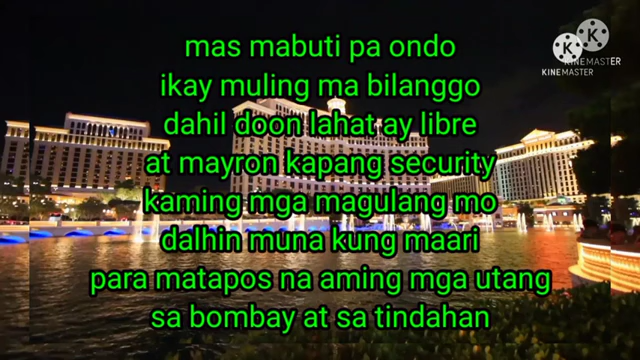 mas mabuti pa ondo
ikay muling ma bilanggo
dahil doon lahat ay libre
at mayron kapang security
kaming mga magulang mo
dalhin muna kung maari
para matapos na aming mga utang
sa bombay at sa tindahan
K
KINEMASTER
K
KINEMASTER